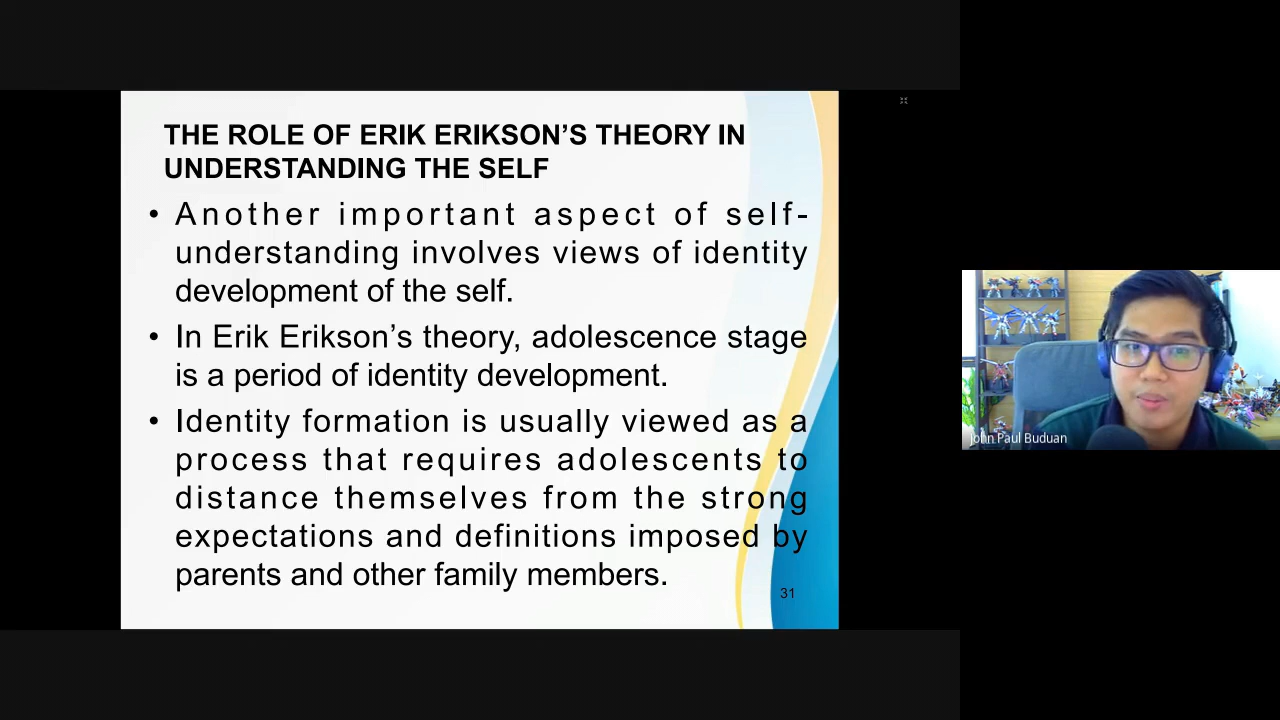 THE ROLE OF ERIK ERIKSON’S THEORY IN
UNDERSTANDING THE SELF
• Another important aspect of self-
understanding involves views of identity
development of the self.
• In Erik Erikson’s theory, adolescence stage
is a period of identity development.
• Identity formation is usually viewed as a
process that requires adolescents to
distance themselves from the strong
expectations and definitions imposed by
parents and other family members.
31
John Paul Buduan